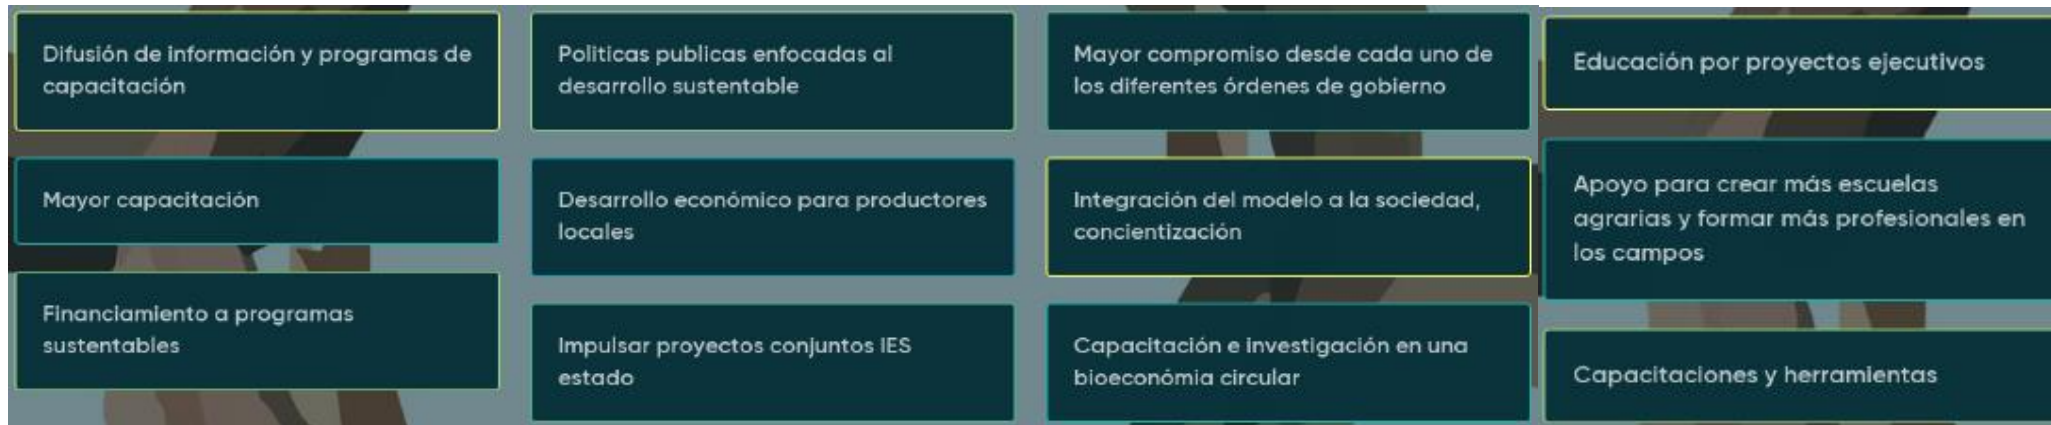 Difusión de información y programas de
capacitación
Mayor capacitación
Financiamiento a programas
sustentables
Politicas publicas enfocadas al
desarrollo sustentable
Desarrollo económico para productores
locales
Impulsar proyectos conjuntos IES
estado
Mayor compromiso desde cada uno de
los diferentes órdenes de gobierno
Integración del modelo a la sociedad,
concientización
Capacitación e investigación en una
bioeconómia circular
Educación por proyectos ejecutivos
Apoyo para crear más escuelas
agrarias y formar más profesionales en
los campos
Capacitaciones y herramientas